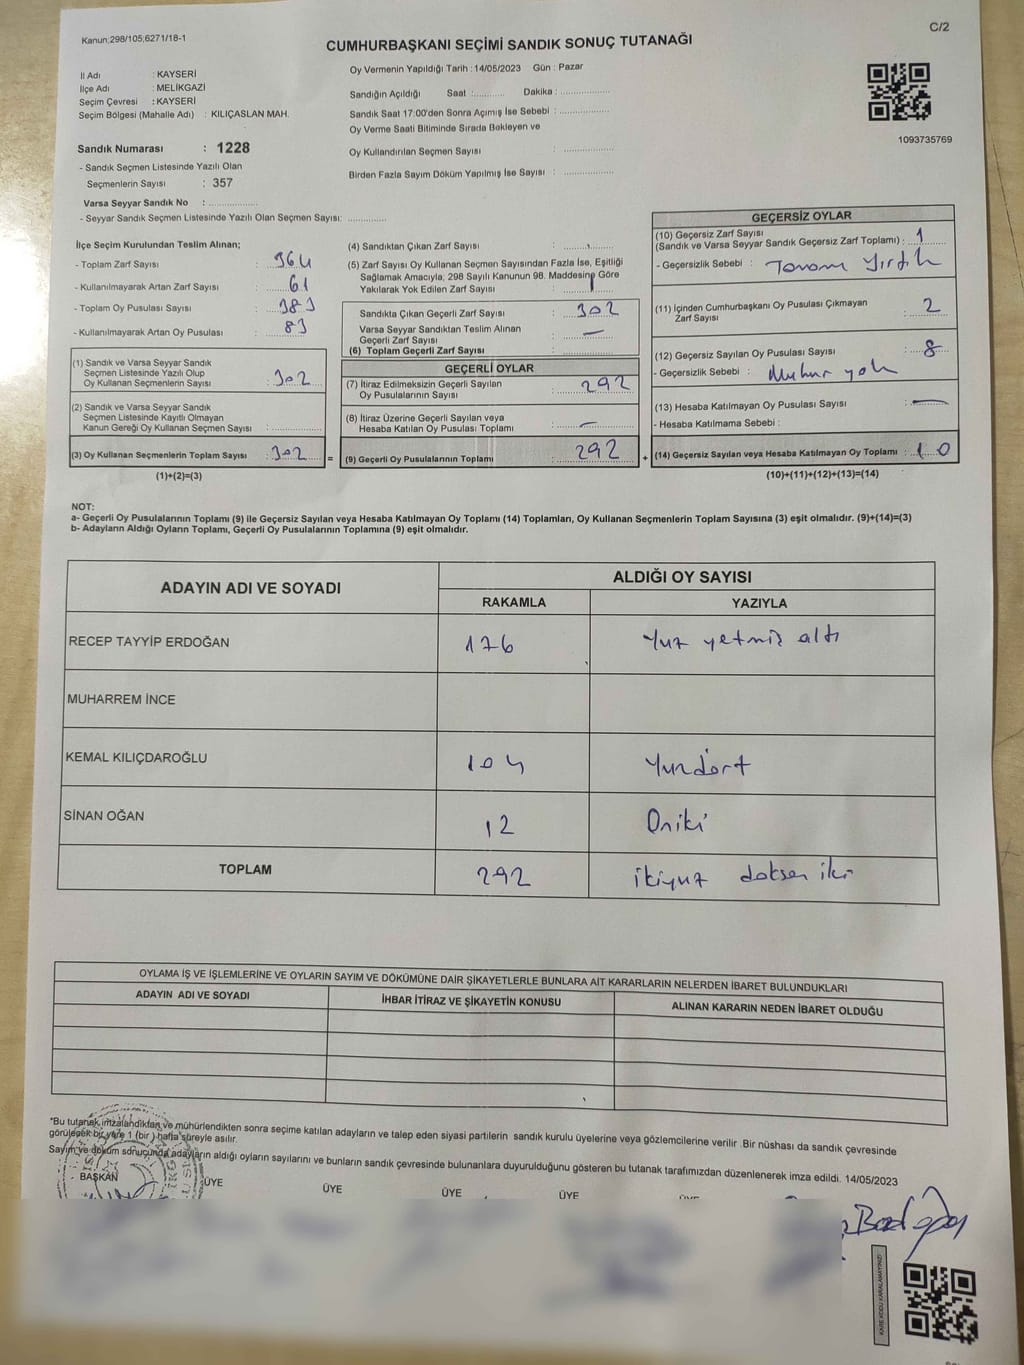 C/2
Kanun;298/105;6271/18-1
CUMHURBAŞKANI SEÇİMİ SANDIK SONUÇ TUTANAĞI
İl Adı : KAYSERİ
İlçe Adı : MELİKGAZİ
Seçim Çevresi : KAYSERİ
Seçim Bölgesi (Mahalle Adı) : KILIÇASLAN MAH.
Sandık Numarası : 1228
- Sandık Seçmen Listesinde Yazılı Olan
Seçmenlerin Sayısı : 357
Varsa Seyyar Sandık No :
- Seyyar Sandık Seçmen Listesinde Yazılı Olan Seçmen Sayısı:
Oy Vermenin Yapıldığı Tarih : 14/05/2023 Gün : Pazar
Sandığın Açıldığı Saat : Dakika :
Sandık Saat 17:00'den Sonra Açımış İse Sebebi :
Oy Verme Saati Bitiminde Sırada Bekleyen ve
Oy Kullandırılan Seçmen Sayısı :
Birden Fazla Sayım Döküm Yapılmış İse Sayısı :
1093735769
İlçe Seçim Kurulundan Teslim Alınan;
- Toplam Zarf Sayısı : 364
- Kullanılmayarak Artan Zarf Sayısı : 61
- Toplam Oy Pusulası Sayısı : 383
- Kullanılmayarak Artan Oy Pusulası : 83
(1) Sandık ve Varsa Seyyar Sandık
Seçmen Listesinde Yazılı Olup
Oy Kullanan Seçmenlerin Sayısı : 302
(2) Sandık ve Varsa Seyyar Sandık
Seçmen Listesinde Kayıtlı Olmayan
Kanun Gereği Oy Kullanan Seçmen Sayısı :
(3) Oy Kullanan Seçmenlerin Toplam Sayısı : 302 =
(1)+(2)=(3)
(4) Sandıktan Çıkan Zarf Sayısı :
(5) Zarf Sayısı Oy Kullanan Seçmen Sayısından Fazla İse, Eşitliği
Sağlamak Amacıyla, 298 Sayılı Kanunun 98. Maddesine Göre
Yakılarak Yok Edilen Zarf Sayısı : 1
Sandıkta Çıkan Geçerli Zarf Sayısı : 302
Varsa Seyyar Sandıktan Teslim Alınan
Geçerli Zarf Sayısı : —
(6) Toplam Geçerli Zarf Sayısı :
GEÇERLİ OYLAR
(7) İtiraz Edilmeksizin Geçerli Sayılan
Oy Pusulalarının Sayısı : 292
(8) İtiraz Üzerine Geçerli Sayılan veya
Hesaba Katılan Oy Pusulası Toplamı : —
(9) Geçerli Oy Pusulalarının Toplamı : 292 +
GEÇERSİZ OYLAR
(10) Geçersiz Zarf Sayısı
(Sandık ve Varsa Seyyar Sandık Geçersiz Zarf Toplamı) : 1
- Geçersizlik Sebebi : Tamamı Yırtık
(11) İçinden Cumhurbaşkanı Oy Pusulası Çıkmayan
Zarf Sayısı : 2
(12) Geçersiz Sayılan Oy Pusulası Sayısı : 8
- Geçersizlik Sebebi : Muhur yok
(13) Hesaba Katılmayan Oy Pusulası Sayısı : —
- Hesaba Katılmama Sebebi :
(14) Geçersiz Sayılan veya Hesaba Katılmayan Oy Toplamı : 10
(10)+(11)+(12)+(13)=(14)
NOT:
a- Geçerli Oy Pusulalarının Toplamı (9) ile Geçersiz Sayılan veya Hesaba Katılmayan Oy Toplamı (14) Toplamları, Oy Kullanan Seçmenlerin Toplam Sayısına (3) eşit olmalıdır. (9)+(14)=(3)
b- Adayların Aldığı Oyların Toplamı, Geçerli Oy Pusulalarının Toplamına (9) eşit olmalıdır.
ADAYIN ADI VE SOYADI
ALDIĞI OY SAYISI
RAKAMLA YAZIYLA
RECEP TAYYİP ERDOĞAN 176 Yuz yetmiş altı
MUHARREM İNCE
KEMAL KILIÇDAROĞLU 104 Yuzdört
SİNAN OĞAN 12 Oniki
TOPLAM 292 ikiyuz doksan iki
OYLAMA İŞ VE İŞLEMLERİNE VE OYLARIN SAYIM VE DÖKÜMÜNE DAİR ŞİKAYETLERLE BUNLARA AİT KARARLARIN NELERDEN İBARET BULUNDUKLARI
ADAYIN ADI VE SOYADI İHBAR İTİRAZ VE ŞİKAYETİN KONUSU ALINAN KARARIN NEDEN İBARET OLDUĞU
*Bu tutanak imzalandıktan ve mühürlendikten sonra seçime katılan adayların ve talep eden siyasi partilerin sandık kurulu üyelerine veya gözlemcilerine verilir. Bir nüshası da sandık çevresinde
görülecek bir yere 1 (bir) hafta süreyle asılır.
Sayım ve döküm sonucunda adayların aldığı oyların sayılarını ve bunların sandık çevresinde bulunanlara duyurulduğunu gösteren bu tutanak tarafımızdan düzenlenerek imza edildi. 14/05/2023
BAŞKAN ÜYE ÜYE ÜYE ÜYE
KARE KODU KARALAMAYINIZ!